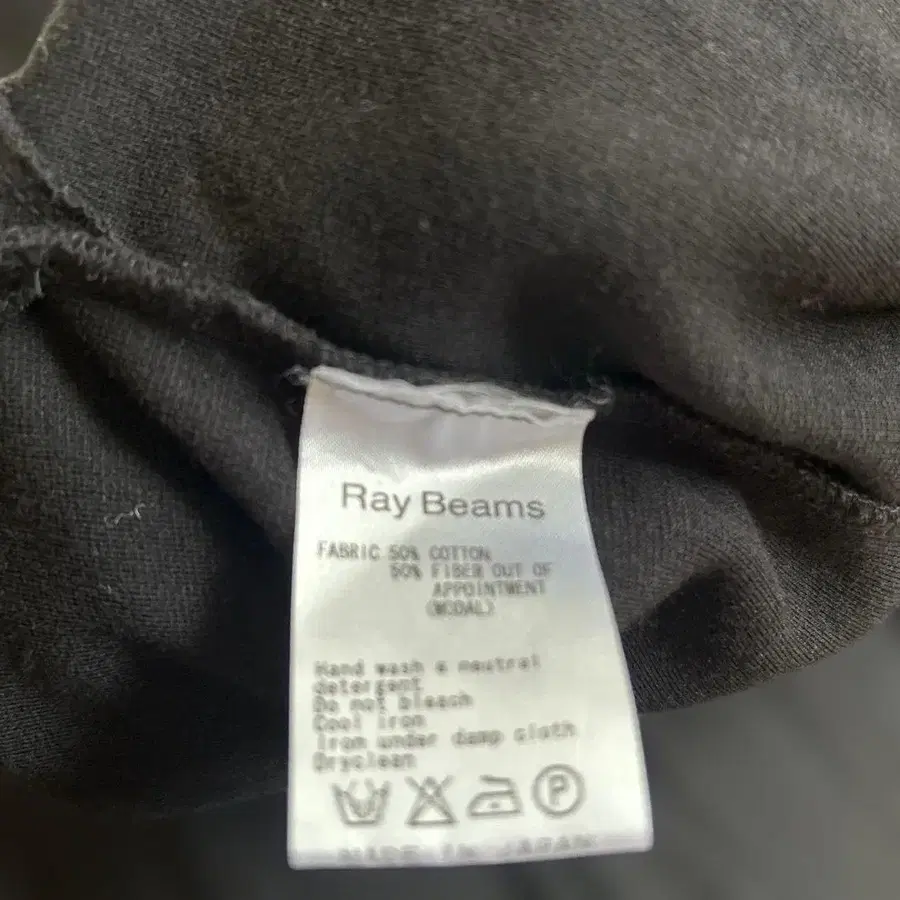 Ray Beams
FABRIC 50% COTTON
50% FIBER OUT OF
APPOINTMENT
(MODAL)
Hand wash a neutral
detergent
Do not bleach
Cool iron
Iron under damp cloth
Dryclean
P
MADE IN JAPAN